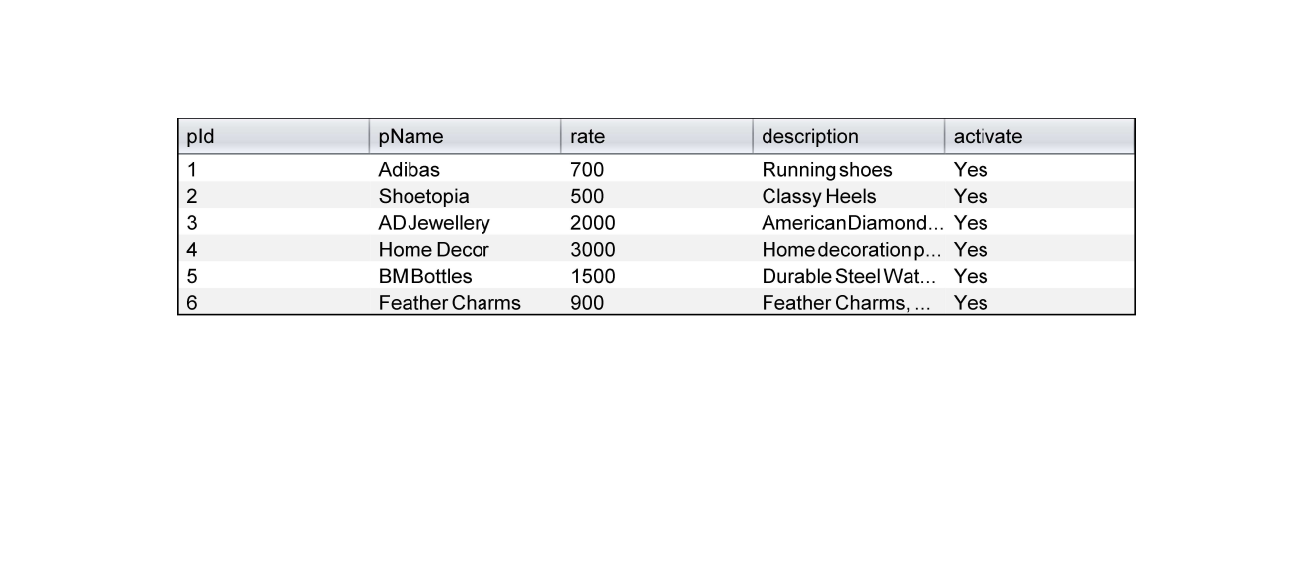 pId pName rate description activate
1 Adibas 700 Running shoes Yes
2 Shoetopia 500 Classy Heels Yes
3 AD Jewellery 2000 American Diamond... Yes
4 Home Decor 3000 Home decoration p... Yes
5 BM Bottles 1500 Durable Steel Wat... Yes
6 Feather Charms 900 Feather Charms, ... Yes